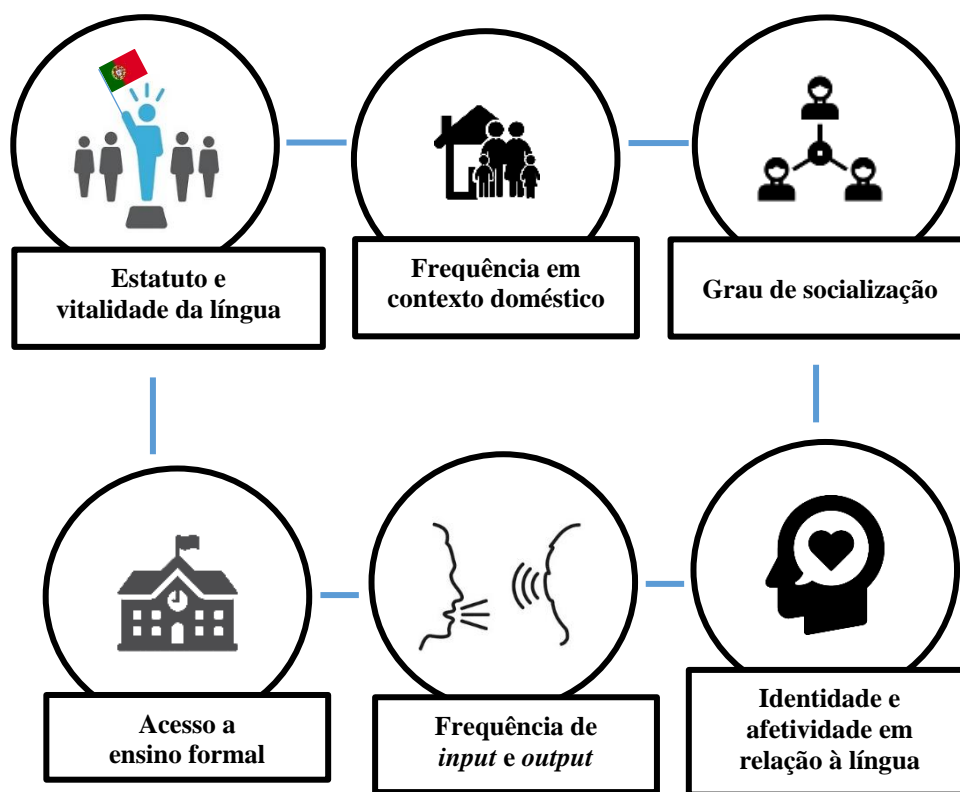 Estatuto e
vitalidade da língua
Frequência em
contexto doméstico
Grau de socialização
Acesso a
ensino formal
Frequência de
input e output
Identidade e
afetividade em
relação à língua